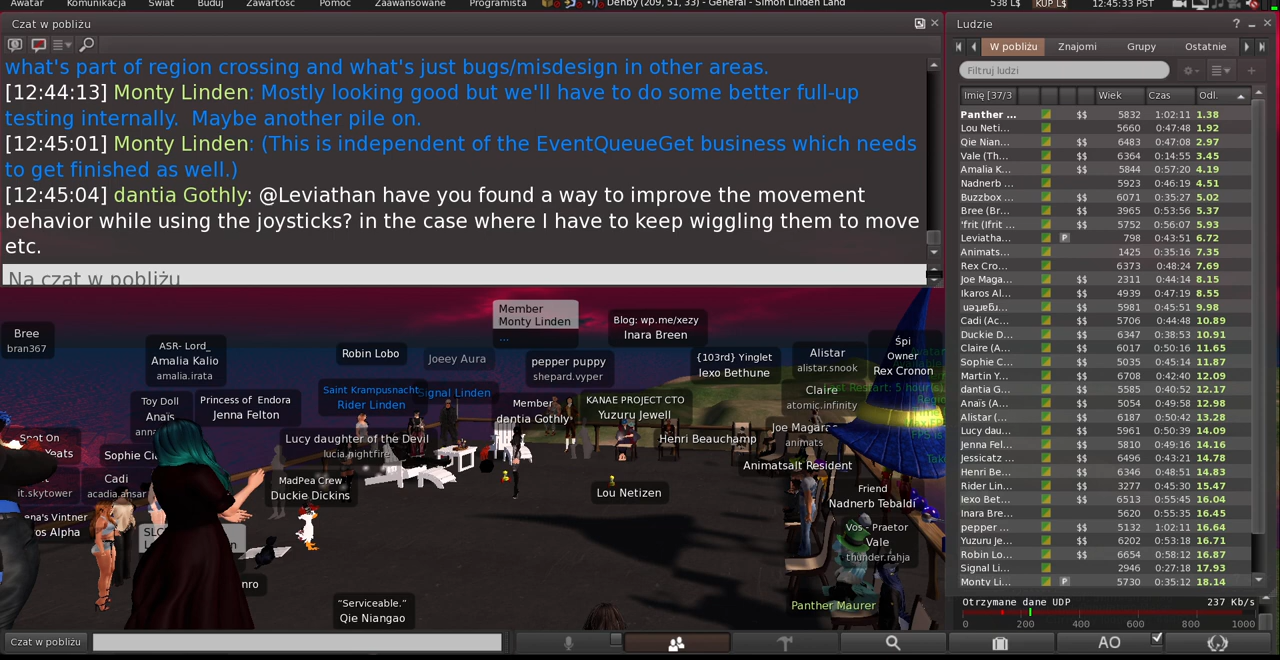 Awatar Komunikacja Świat Buduj Zawartość Pomoc Zaawansowane Programista Denby (209, 51, 33) - General - Simon Linden Land 538 L$ KUP L$ 12:45:33 PST
Czat w pobliżu
what's part of region crossing and what's just bugs/misdesign in other areas.
[12:44:13] Monty Linden: Mostly looking good but we'll have to do some better full-up
testing internally. Maybe another pile on.
[12:45:01] Monty Linden: (This is independent of the EventQueueGet business which needs
to get finished as well.)
[12:45:04] dantia Gothly: @Leviathan have you found a way to improve the movement
behavior while using the joysticks? in the case where I have to keep wiggling them to move
etc.
Na czat w pobliżu
Member
Monty Linden
...
Blog: wp.me/xezy
Inara Breen
Bree
bran367
ASR- Lord_
Amalia Kalio
amalia.irata
Robin Lobo
Joeey Aura
pepper puppy
shepard.vyper
{103rd} Yinglet
Iexo Bethune
Alistar
alistar.snook
Śpi
Owner
Rex Cronon
Toy Doll
Anaïs
Princess of Endora
Jenna Felton
Saint Krampusnacht
Rider Linden
Signal Linden
Member
dantia Gothly
KANAE PROJECT CTO
Yuzuru Jewell
Claire
atomic.infinity
Last Restart: 5 hour(s)
Spot On
Yeats
Lucy daughter of the Devil
lucia.nightfire
Henri Beauchamp
Joe Magarac
animats
Animatsalt Resident
it.skytower
Cadi
acadia.ansar
MadPea Crew
Duckie Dickins
Lou Netizen
Friend
Nadnerb Tebaldi
ena's Vintner
os Alpha
Vos - Praetor
Vale
thunder.rahja
nro
"Serviceable."
Qie Niangao
Panther Maurer
Czat w pobliżu
AO
Ludzie
W pobliżu Znajomi Grupy Ostatnie
Filtruj ludzi
Imię [37/3 Wiek Czas Odl.
Panther ... $$ 5832 1:02:11 1.38
Lou Neti... 5660 0:47:48 1.92
Qie Nian... $$ 6483 0:47:08 2.97
Vale (Th... $$ 6364 0:14:55 3.45
Amalia K... $$ 5844 0:57:20 4.19
Nadnerb ... 5923 0:46:19 4.51
Buzzbox ... $$ 6071 0:35:27 5.02
Bree (Br... $$ 3965 0:53:56 5.37
'frit (Ifrit ... $$ 5752 0:56:07 5.93
Leviatha... P 798 0:43:51 6.72
Animats... 1425 0:35:16 7.35
Rex Cro... 6373 0:48:24 7.69
Joe Maga... $$ 2311 0:44:14 8.15
Ikaros Al... $$ 4939 0:47:19 8.55
$$ 5981 0:45:51 9.98
Cadi (Ac... $$ 5706 0:44:48 10.89
Duckie D... $$ 6347 0:38:53 10.91
Claire (A... $$ 6017 0:50:16 11.65
Sophie C... $$ 5035 0:45:14 11.87
Martin Y... $$ 6708 0:42:40 12.09
dantia G... $$ 5585 0:40:52 12.17
Anaïs (A... $$ 5054 0:49:58 12.98
Alistar (... $$ 6187 0:50:42 13.28
Lucy dau... $$ 5961 0:50:39 14.09
Jenna Fel... $$ 5810 0:49:16 14.16
Jessicatz ... $$ 6496 0:43:21 14.78
Henri Be... $$ 6346 0:48:51 14.83
Rider Lin... $$ 3277 0:45:30 15.47
Iexo Bet... $$ 6513 0:55:45 16.04
Inara Bre... 5620 0:55:35 16.45
pepper ... $$ 5132 1:02:11 16.64
Yuzuru Je... $$ 6202 0:53:18 16.71
Robin Lo... $$ 6654 0:58:12 16.87
Signal Li... 2946 0:27:18 17.93
Monty Li... P 5730 0:35:12 18.14
Otrzymane dane UDP 237 Kb/s
0 200 400 600 800 1000